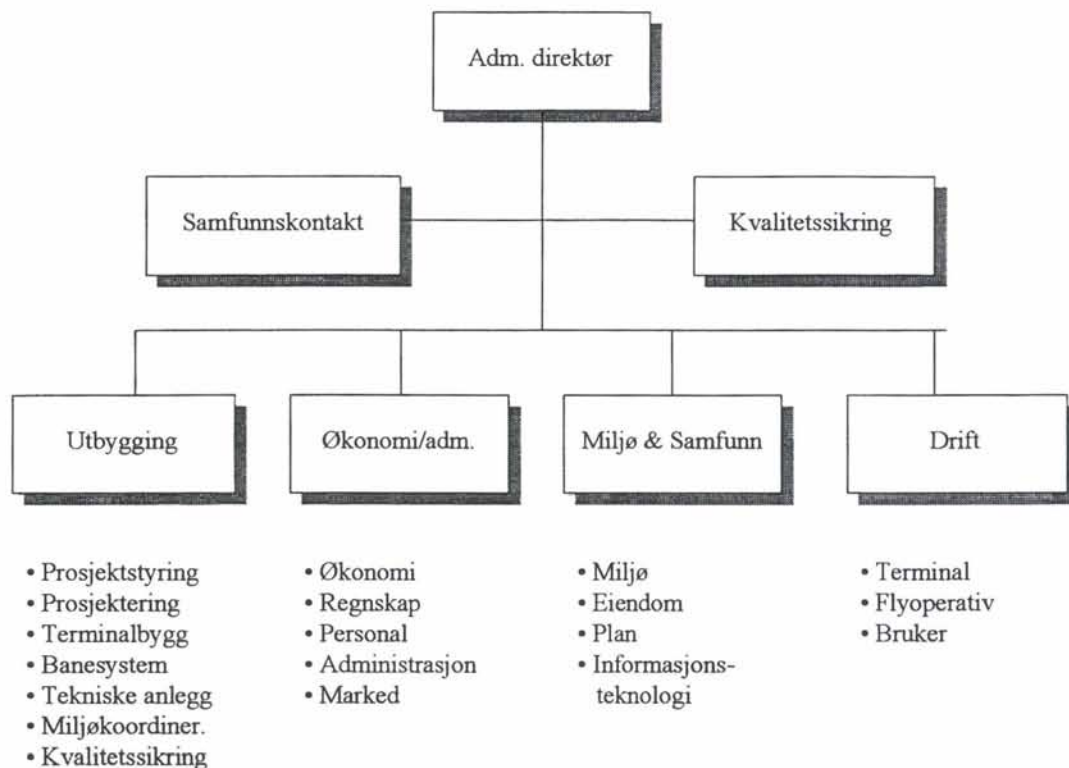 Adm. direktør
Samfunnskontakt
Kvalitetssikring
Utbygging
Økonomi/adm.
Miljø & Samfunn
Drift
• Prosjektstyring
• Prosjektering
• Terminalbygg
• Banesystem
• Tekniske anlegg
• Miljøkoordiner.
• Kvalitetssikring
• Økonomi
• Regnskap
• Personal
• Administrasjon
• Marked
• Miljø
• Eiendom
• Plan
• Informasjons-
teknologi
• Terminal
• Flyoperativ
• Bruker